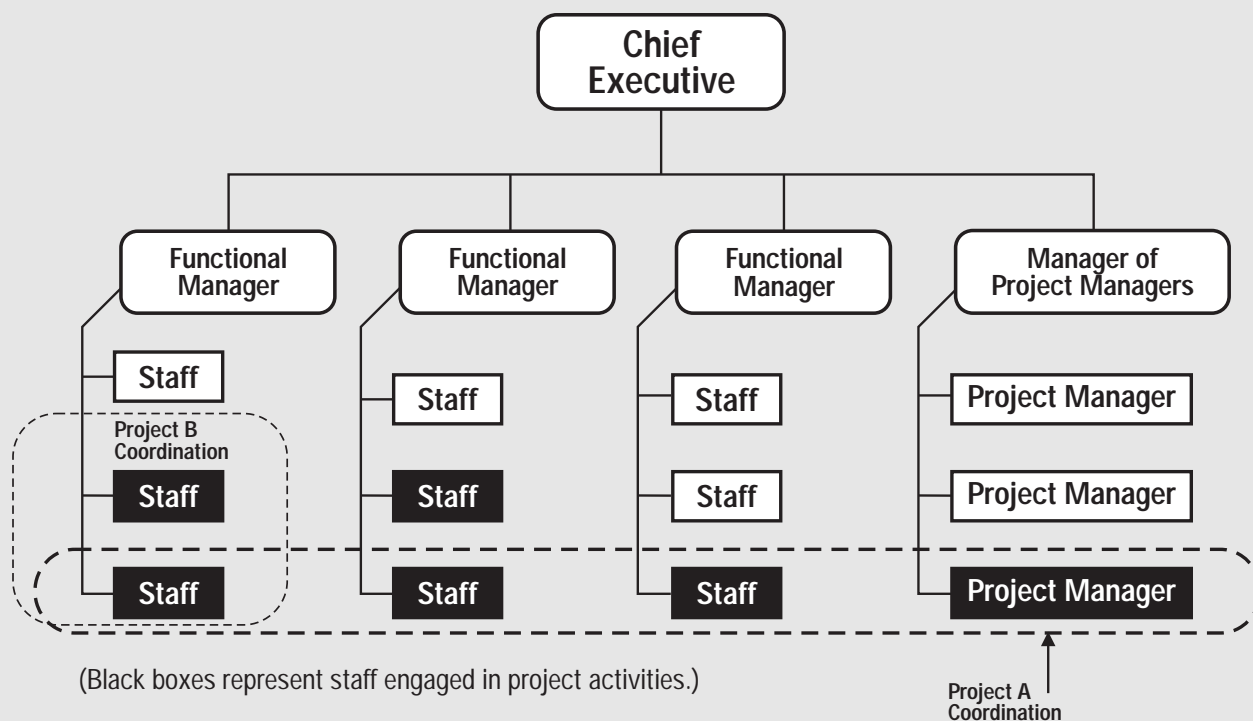 Chief
Executive
Functional
Manager
Functional
Manager
Functional
Manager
Manager of
Project Managers
Staff
Staff
Staff
Project Manager
Project B
Coordination
Staff
Staff
Staff
Project Manager
Staff
Staff
Staff
Project Manager
(Black boxes represent staff engaged in project activities.)
Project A
Coordination